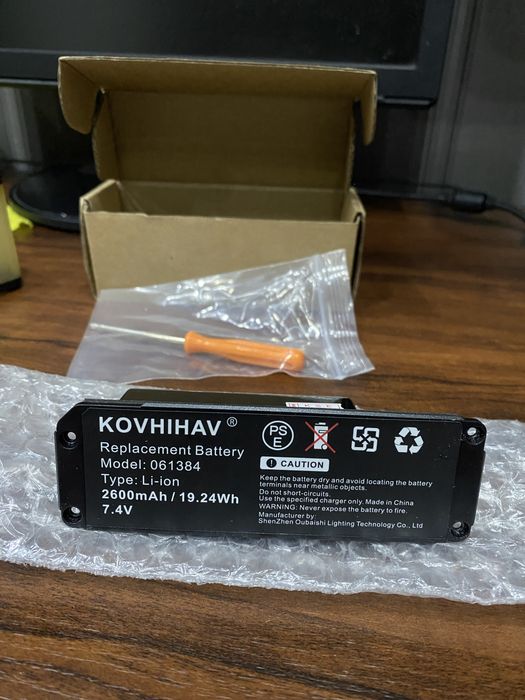 KOVHIHAV ®
Replacement Battery
Model: 061384
Type: Li-ion
2600mAh / 19.24Wh
7.4V
PS
E
! CAUTION
Keep the battery dry and avoid locating the battery
terminals near metallic objects.
Do not short-circuits.
Use the specified charger only. Made in China
WARNING: Never expose the battery to fire.
Manufacturer by:
ShenZhen Oubaishi Lighting Technology Co., Ltd